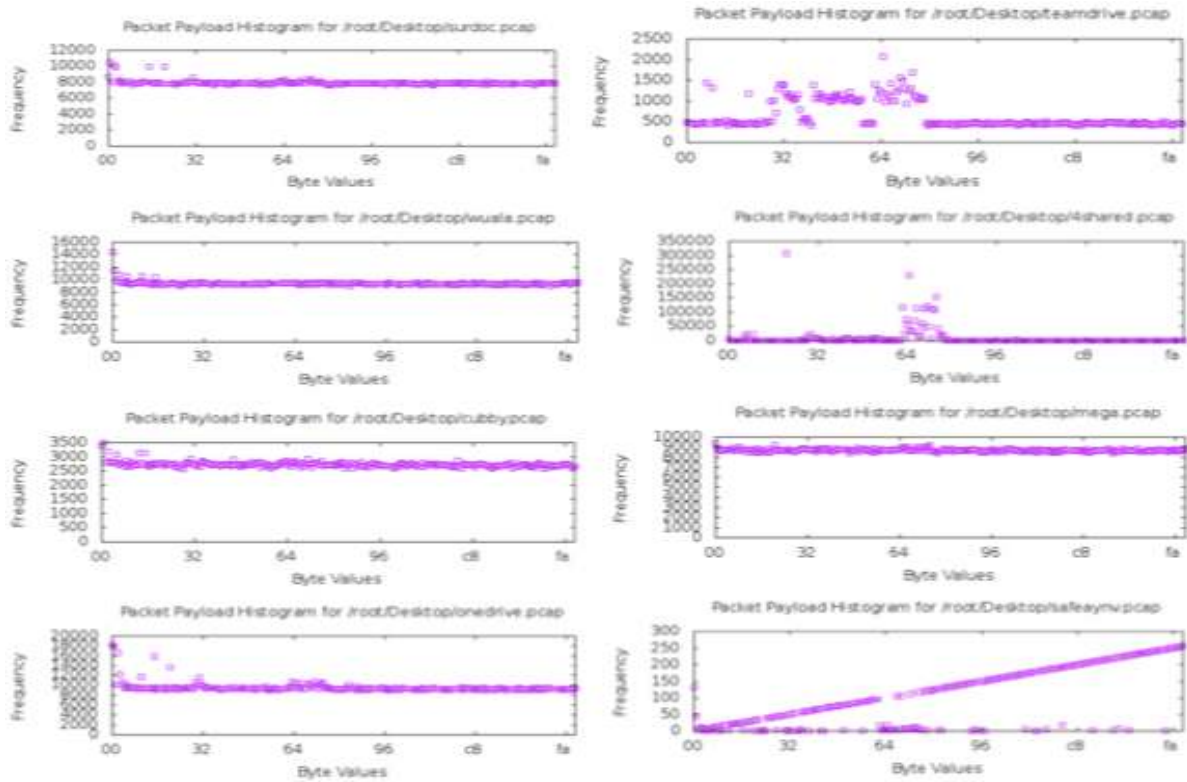 Packet Payload Histogram for /root/Desktop/surdoc.pcap
Frequency
12000
10000
8000
6000
4000
2000
0
00 32 64 96 c8 fa
Byte Values
Packet Payload Histogram for /root/Desktop/teamdrive.pcap
Frequency
2500
2000
1500
1000
500
0
00 32 64 96 c8 fa
Byte Values
Packet Payload Histogram for /root/Desktop/wuala.pcap
Frequency
16000
14000
12000
10000
8000
6000
4000
2000
0
00 32 64 96 c8 fa
Byte Values
Packet Payload Histogram for /root/Desktop/4shared.pcap
Frequency
350000
300000
250000
200000
150000
100000
50000
0
00 32 64 96 c8 fa
Byte Values
Packet Payload Histogram for /root/Desktop/cubby.pcap
Frequency
3500
3000
2500
2000
1500
1000
500
0
00 32 64 96 c8 fa
Byte Values
Packet Payload Histogram for /root/Desktop/mega.pcap
Frequency
10000
1000
0
00 32 64 96 c8 fa
Byte Values
Packet Payload Histogram for /root/Desktop/onedrive.pcap
Frequency
20000
2000
0
00 32 64 96 c8 fa
Byte Values
Packet Payload Histogram for
Frequency
300
250
200
150
100
50
0
00 32 64 96 c8 fa
Byte Values